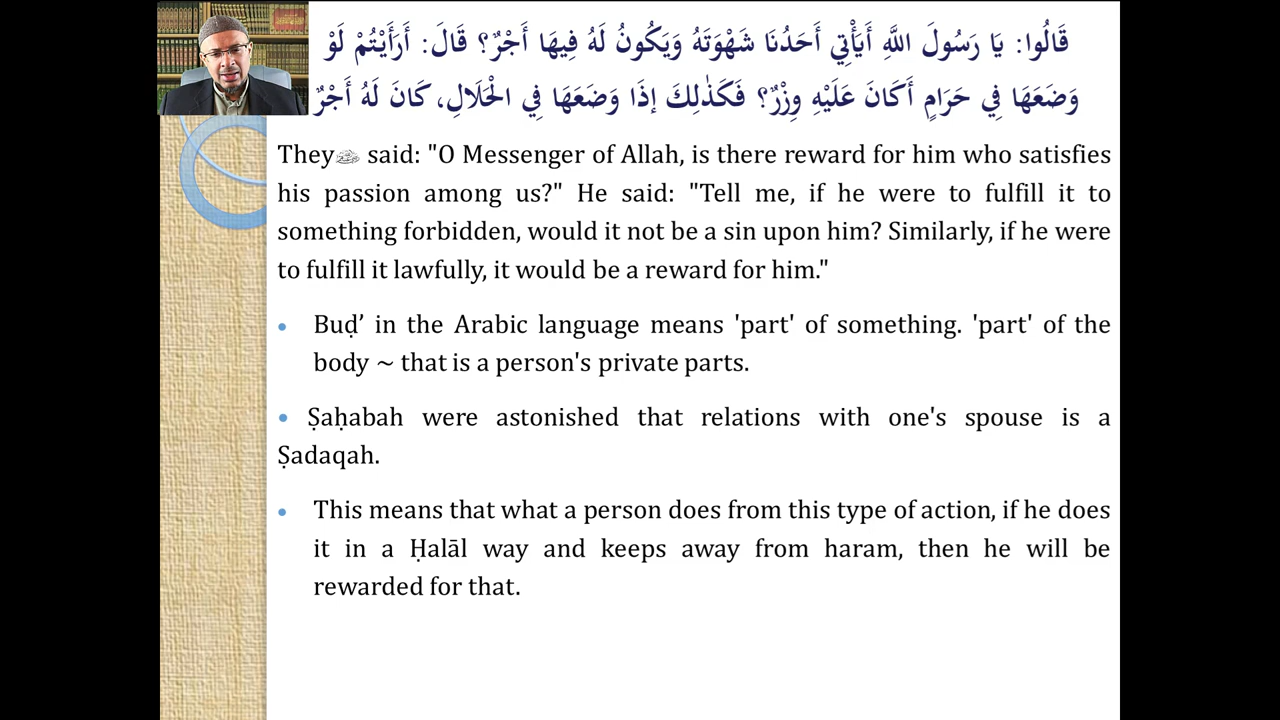 قَالُوا: يَا رَسُولَ اللَّهِ أَيَأْتِي أَحَدُنَا شَهْوَتَهُ وَيَكُونُ لَهُ فِيهَا أَجْرٌ؟ قَالَ: أَرَأَيْتُمْ لَوْ
وَضَعَهَا فِي حَرَامٍ أَكَانَ عَلَيْهِ وِزْرٌ؟ فَكَذٰلِكَ إذَا وَضَعَهَا فِي الْحَلَالِ، كَانَ لَهُ أَجْرٌ
They said: "O Messenger of Allah, is there reward for him who satisfies
his passion among us?" He said: "Tell me, if he were to fulfill it to
something forbidden, would it not be a sin upon him? Similarly, if he were
to fulfill it lawfully, it would be a reward for him."
• Buḍ’ in the Arabic language means 'part' of something. 'part' of the
body ~ that is a person's private parts.
• Ṣaḥabah were astonished that relations with one's spouse is a
Ṣadaqah.
• This means that what a person does from this type of action, if he does
it in a Ḥalāl way and keeps away from haram, then he will be
rewarded for that.